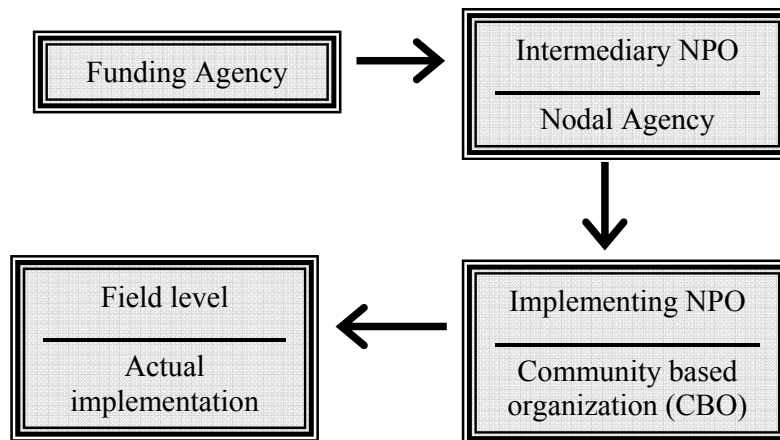 Funding Agency
Intermediary NPO
Nodal Agency
Implementing NPO
Community based
organization (CBO)
Field level
Actual
implementation